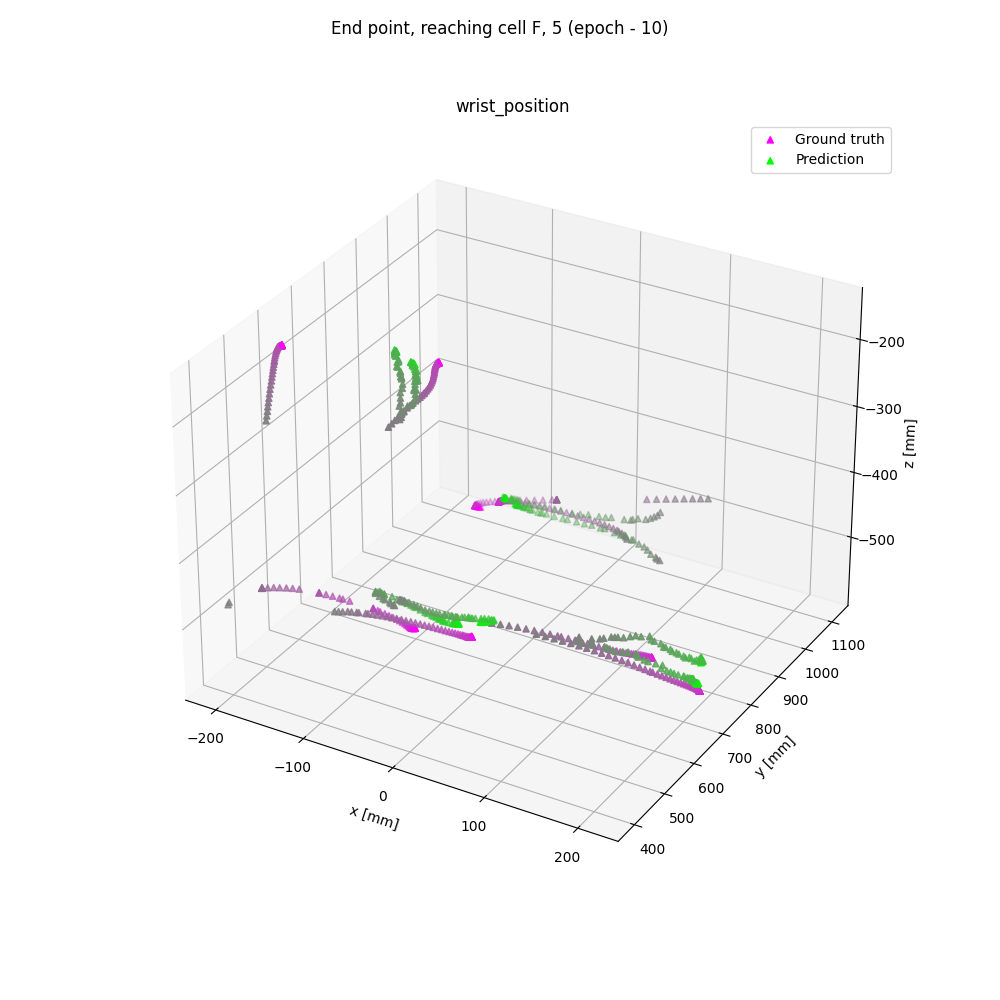 End point, reaching cell F, 5 (epoch - 10)
wrist_position
Ground truth
Prediction
−200
−300
−400
−500
z [mm]
1100
1000
900
800
700
600
500
400
y [mm]
−200
−100
0
100
200
x [mm]